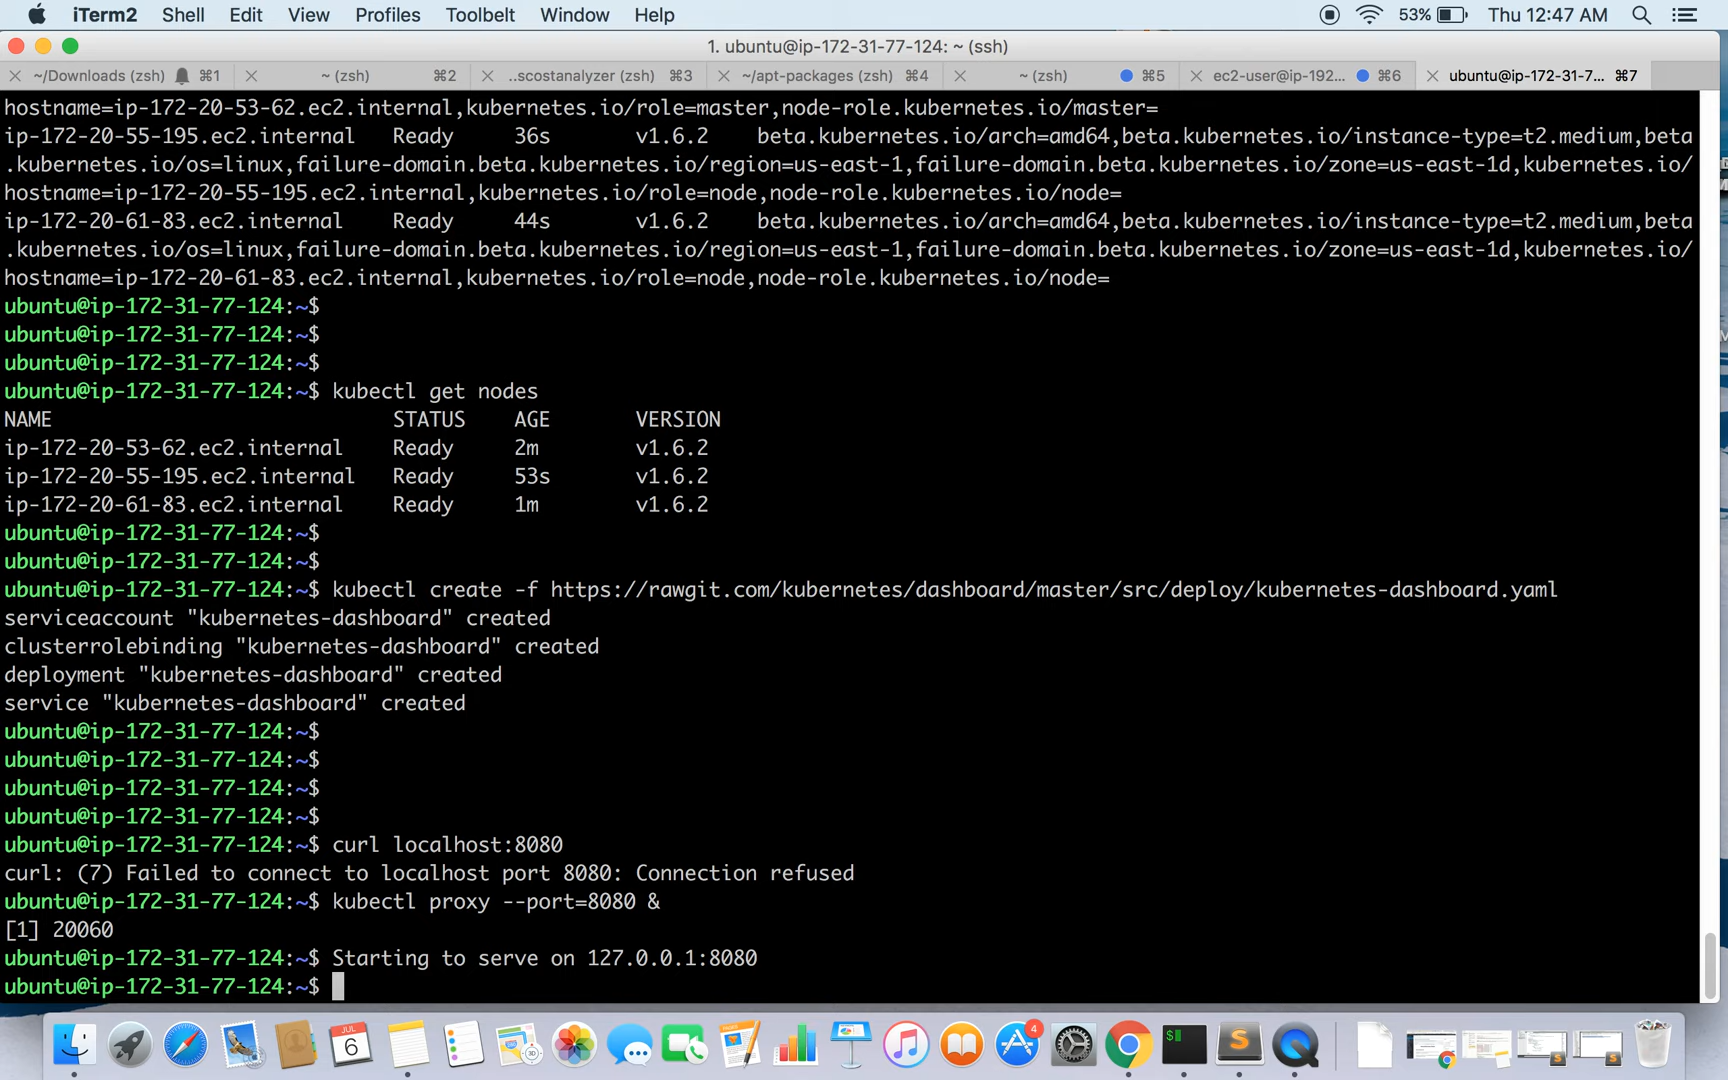 iTerm2 Shell Edit View Profiles Toolbelt Window Help 53% Thu 12:47 AM
1. ubuntu@ip-172-31-77-124: ~ (ssh)
~/Downloads (zsh) ⌘1 ~ (zsh) ⌘2 ..scostanalyzer (zsh) ⌘3 ~/apt-packages (zsh) ⌘4 ~ (zsh) ⌘5 ec2-user@ip-192... ⌘6 ubuntu@ip-172-31-7... ⌘7
hostname=ip-172-20-53-62.ec2.internal,kubernetes.io/role=master,node-role.kubernetes.io/master=
ip-172-20-55-195.ec2.internal Ready 36s v1.6.2 beta.kubernetes.io/arch=amd64,beta.kubernetes.io/instance-type=t2.medium,beta
.kubernetes.io/os=linux,failure-domain.beta.kubernetes.io/region=us-east-1,failure-domain.beta.kubernetes.io/zone=us-east-1d,kubernetes.io/
hostname=ip-172-20-55-195.ec2.internal,kubernetes.io/role=node,node-role.kubernetes.io/node=
ip-172-20-61-83.ec2.internal Ready 44s v1.6.2 beta.kubernetes.io/arch=amd64,beta.kubernetes.io/instance-type=t2.medium,beta
.kubernetes.io/os=linux,failure-domain.beta.kubernetes.io/region=us-east-1,failure-domain.beta.kubernetes.io/zone=us-east-1d,kubernetes.io/
hostname=ip-172-20-61-83.ec2.internal,kubernetes.io/role=node,node-role.kubernetes.io/node=
ubuntu@ip-172-31-77-124:~$
ubuntu@ip-172-31-77-124:~$
ubuntu@ip-172-31-77-124:~$
ubuntu@ip-172-31-77-124:~$ kubectl get nodes
NAME STATUS AGE VERSION
ip-172-20-53-62.ec2.internal Ready 2m v1.6.2
ip-172-20-55-195.ec2.internal Ready 53s v1.6.2
ip-172-20-61-83.ec2.internal Ready 1m v1.6.2
ubuntu@ip-172-31-77-124:~$
ubuntu@ip-172-31-77-124:~$
ubuntu@ip-172-31-77-124:~$ kubectl create -f https://rawgit.com/kubernetes/dashboard/master/src/deploy/kubernetes-dashboard.yaml
serviceaccount "kubernetes-dashboard" created
clusterrolebinding "kubernetes-dashboard" created
deployment "kubernetes-dashboard" created
service "kubernetes-dashboard" created
ubuntu@ip-172-31-77-124:~$
ubuntu@ip-172-31-77-124:~$
ubuntu@ip-172-31-77-124:~$
ubuntu@ip-172-31-77-124:~$
ubuntu@ip-172-31-77-124:~$ curl localhost:8080
curl: (7) Failed to connect to localhost port 8080: Connection refused
ubuntu@ip-172-31-77-124:~$ kubectl proxy --port=8080 &
[1] 20060
ubuntu@ip-172-31-77-124:~$ Starting to serve on 127.0.0.1:8080
ubuntu@ip-172-31-77-124:~$
JUL
6
4